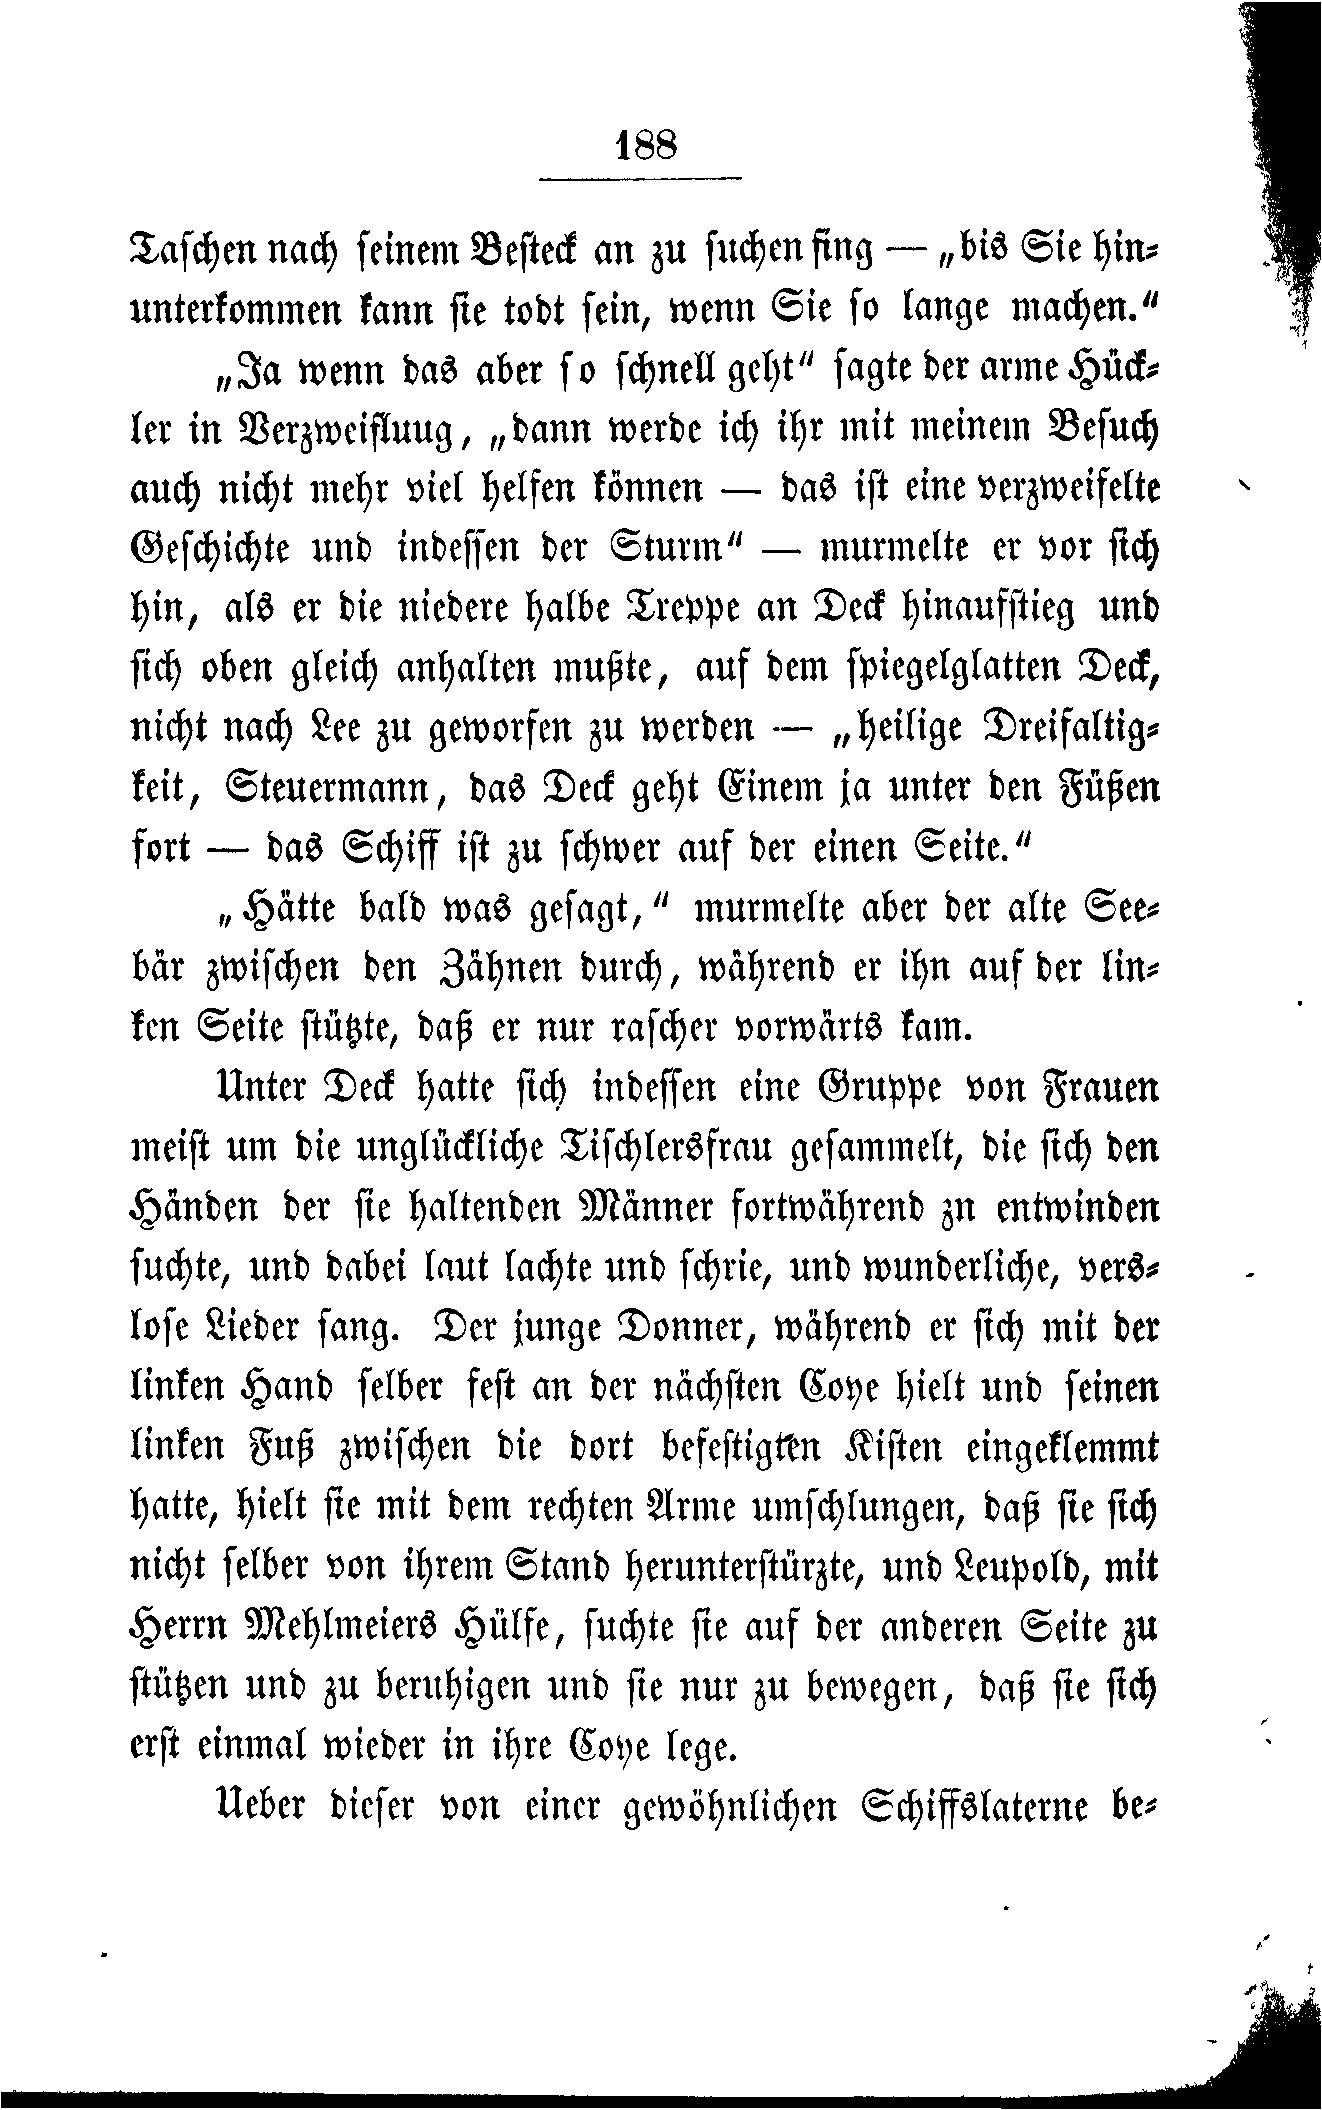 188
Taschen nach seinem Besteck an zu suchen fing — „bis Sie hin-
unterkommen kann sie todt sein, wenn Sie so lange machen.“
„Ja wenn das aber so schnell geht“ sagte der arme Hück-
ler in Verzweiflung, „dann werde ich ihr mit meinem Besuch
auch nicht mehr viel helfen können — das ist eine verzweifelte
Geschichte und indessen der Sturm“ — murmelte er vor sich
hin, als er die niedere halbe Treppe an Deck hinaufstieg und
sich oben gleich anhalten mußte, auf dem spiegelglatten Deck,
nicht nach Lee zu geworfen zu werden — „heilige Dreifaltig-
keit, Steuermann, das Deck geht Einem ja unter den Füßen
fort — das Schiff ist zu schwer auf der einen Seite.“
„Hätte bald was gesagt,“ murmelte aber der alte See-
bär zwischen den Zähnen durch, während er ihn auf der lin-
ken Seite stützte, daß er nur rascher vorwärts kam.
Unter Deck hatte sich indessen eine Gruppe von Frauen
meist um die unglückliche Tischlersfrau gesammelt, die sich den
Händen der sie haltenden Männer fortwährend zn entwinden
suchte, und dabei laut lachte und schrie, und wunderliche, vers-
lose Lieder sang. Der junge Donner, während er sich mit der
linken Hand selber fest an der nächsten Coye hielt und seinen
linken Fuß zwischen die dort befestigten Kisten eingeklemmt
hatte, hielt sie mit dem rechten Arme umschlungen, daß sie sich
nicht selber von ihrem Stand herunterstürzte, und Leupold, mit
Herrn Mehlmeiers Hülfe, suchte sie auf der anderen Seite zu
stützen und zu beruhigen und sie nur zu bewegen, daß sie sich
erst einmal wieder in ihre Coye lege.
Ueber dieser von einer gewöhnlichen Schiffslaterne be-